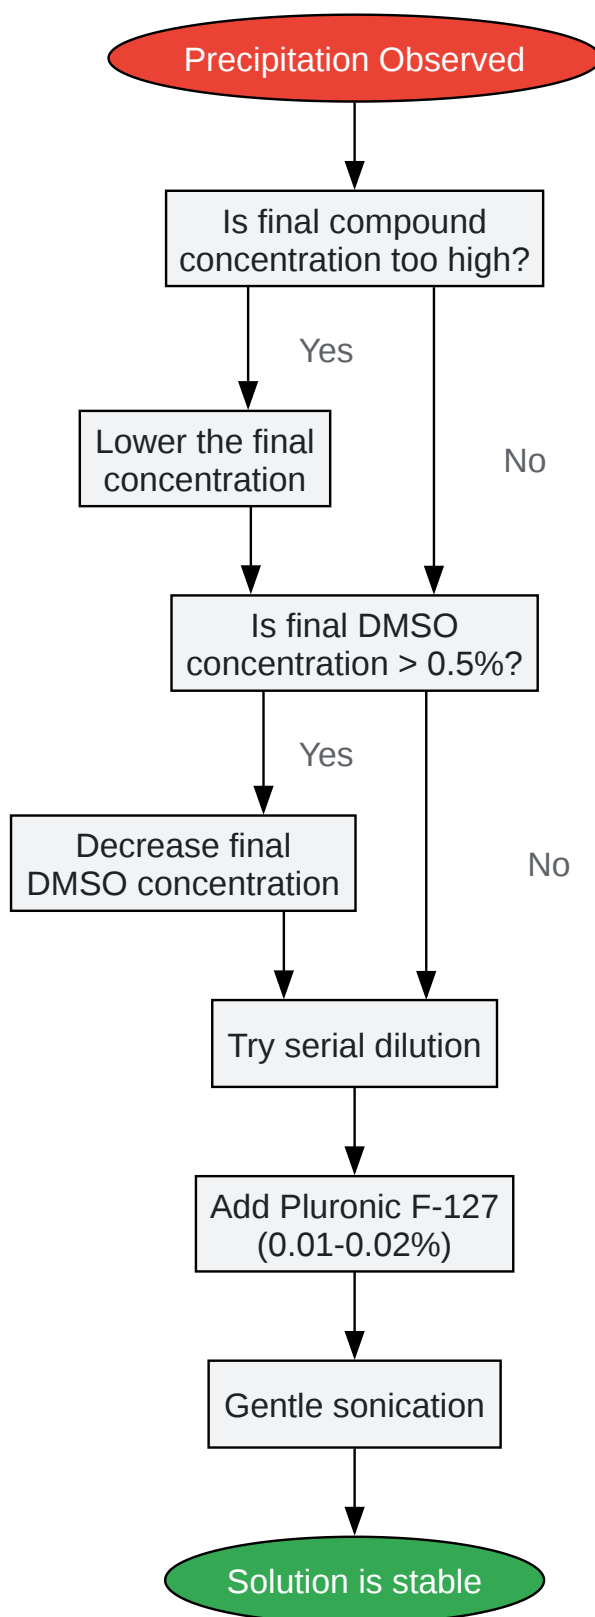 Precipitation Observed
Is final compound
concentration too high?
Yes
Lower the final
concentration
No
Is final DMSO
concentration > 0.5%?
Yes
Decrease final
DMSO concentration
No
Try serial dilution
Add Pluronic F-127
(0.01-0.02%)
Gentle sonication
Solution is stable